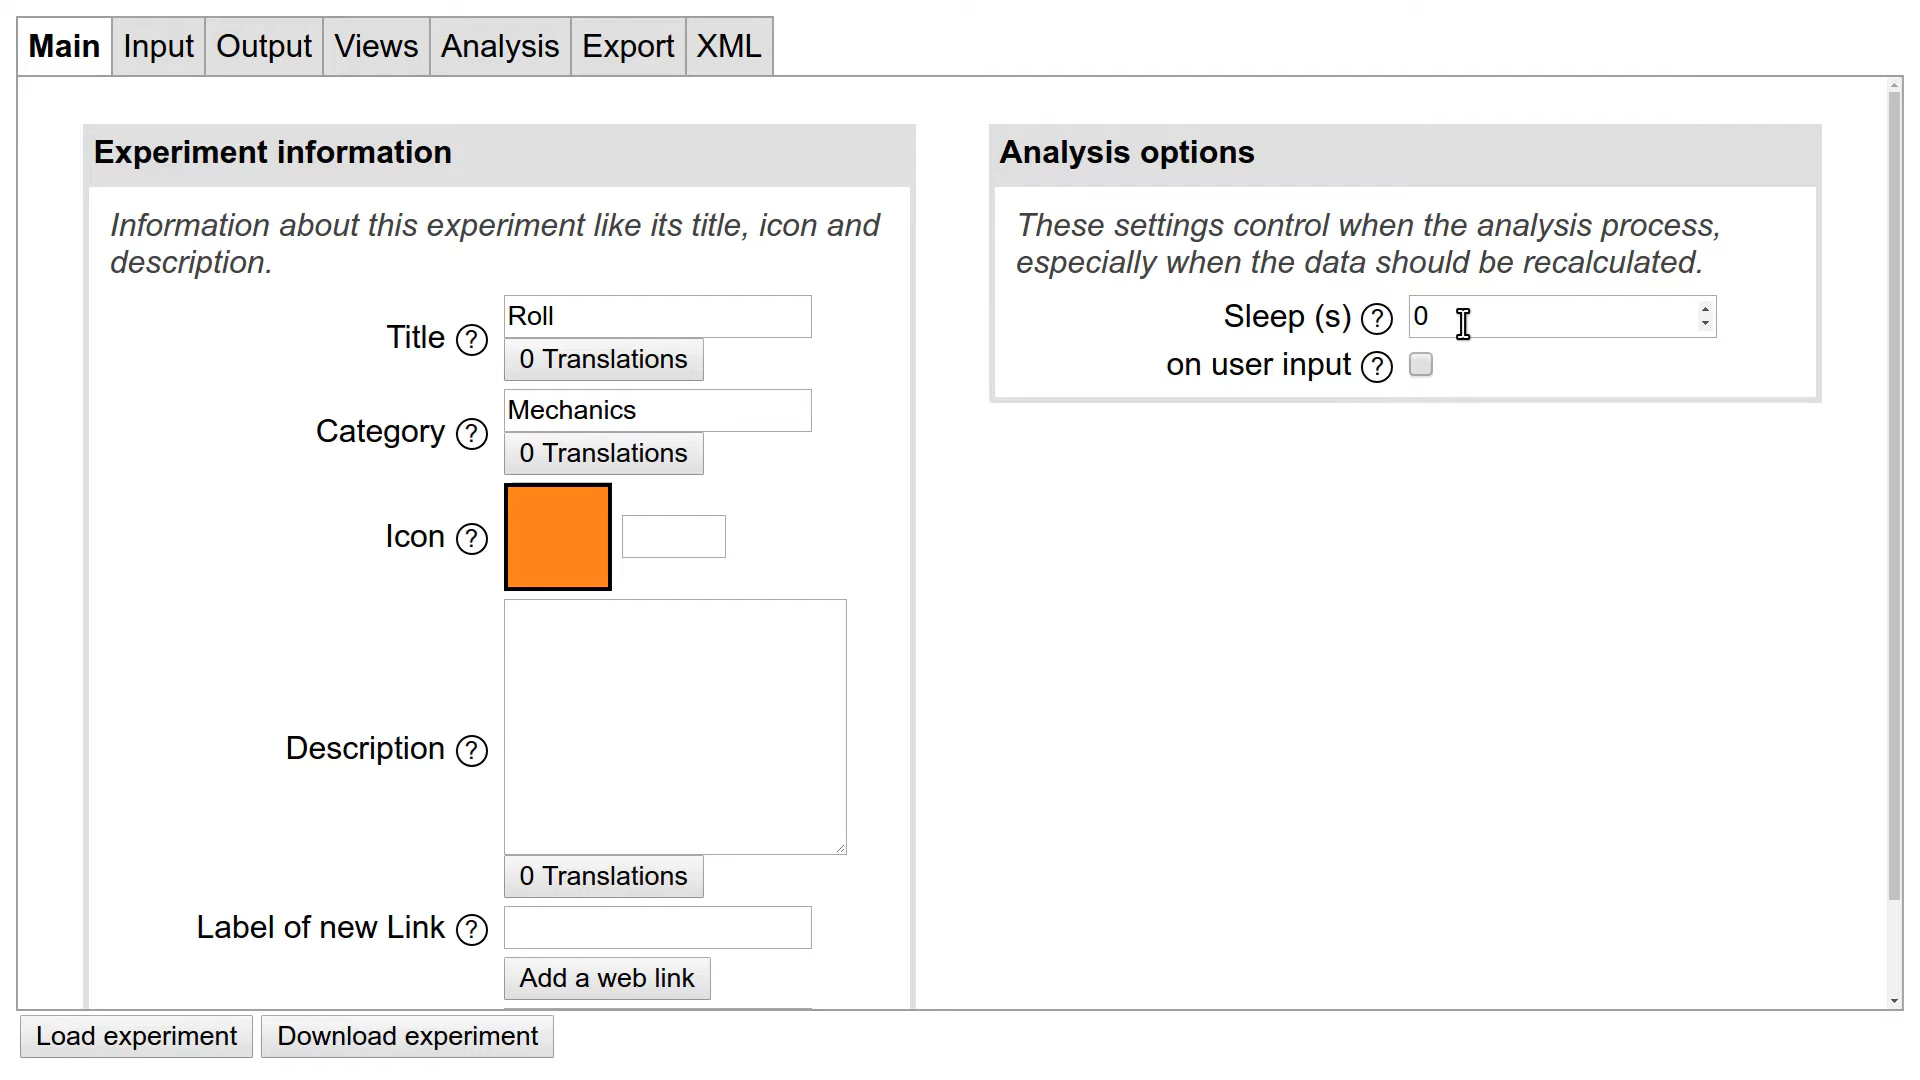 Main Input Output Views Analysis Export XML
Experiment information
Information about this experiment like its title, icon and
description.
Title ? Roll
0 Translations
Category ? Mechanics
0 Translations
Icon ?
Description ?
0 Translations
Label of new Link ?
Add a web link
Analysis options
These settings control when the analysis process,
especially when the data should be recalculated.
Sleep (s) ? 0
on user input ?
Load experiment Download experiment